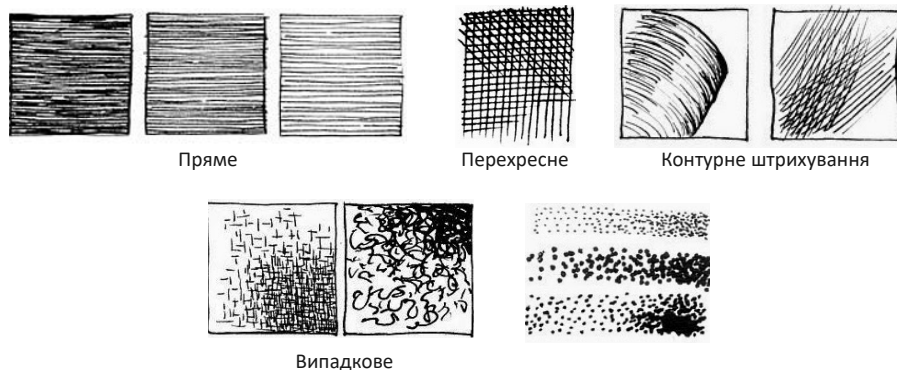 Пряме
Перехресне
Контурне штрихування
Випадкове